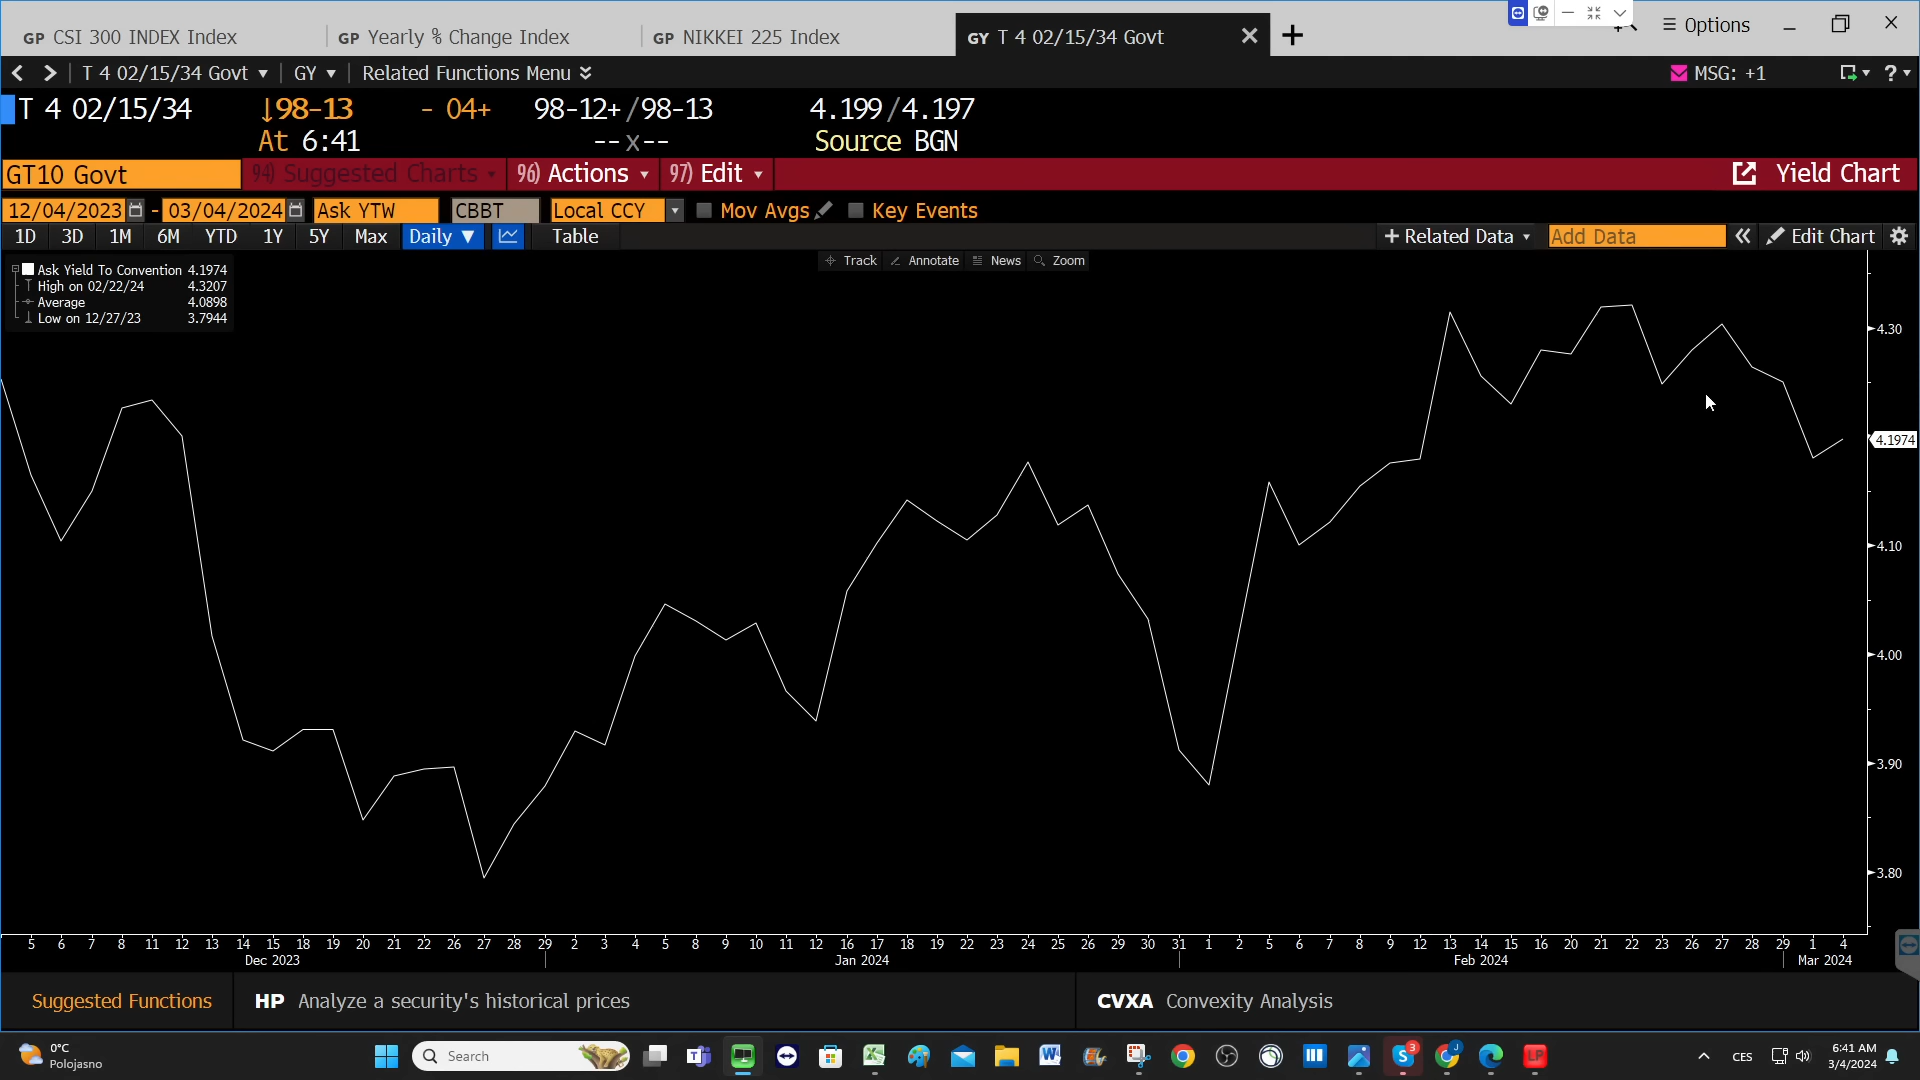 GP CSI 300 INDEX Index
GP Yearly % Change Index
GP NIKKEI 225 Index
GY T 4 02/15/34 Govt
Options
T 4 02/15/34 Govt
GY
Related Functions Menu
MSG: +1
?
T 4 02/15/34
↓98-13
- 04+
98-12+/98-13
4.199/4.197
At 6:41
--x--
Source BGN
GT10 Govt
94) Suggested Charts
96) Actions
97) Edit
Yield Chart
12/04/2023 - 03/04/2024
Ask YTW
CBBT
Local CCY
Mov Avgs
Key Events
1D
3D
1M
6M
YTD
1Y
5Y
Max
Daily ▼
Table
+ Related Data
Add Data
«
Edit Chart
Track
Annotate
News
Zoom
Ask Yield To Convention 4.1974
High on 02/22/24 4.3207
Average 4.0898
Low on 12/27/23 3.7944
4.30
4.1974
4.10
4.00
3.90
3.80
5 6 7 8 11 12 13 14 15 18 19 20 21 22 26 27 28 29 2 3 4 5 8 9 10 11 12 16 17 18 19 22 23 24 25 26 29 30 31 1 2 5 6 7 8 9 12 13 14 15 16 20 21 22 23 26 27 28 29 1 4
Dec 2023
Jan 2024
Feb 2024
Mar 2024
Suggested Functions
HP Analyze a security's historical prices
CVXA Convexity Analysis
0°C
Polojasno
Search
3
J
LP
CES
6:41 AM
3/4/2024